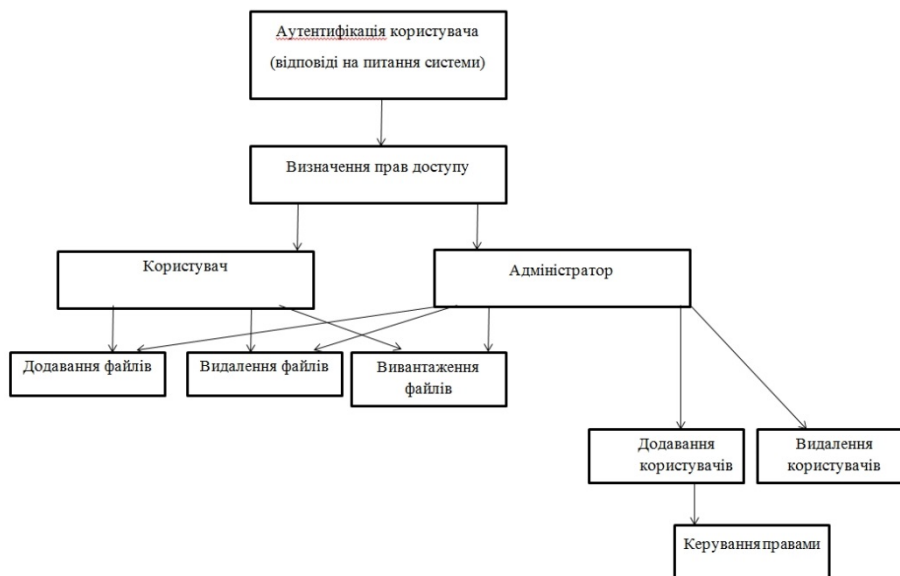 Аутентифікація користувача
(відповіді на питання системи)
Визначення прав доступу
Користувач
Адміністратор
Додавання файлів
Видалення файлів
Вивантаження
файлів
Додавання
користувачів
Видалення
користувачів
Керування правами